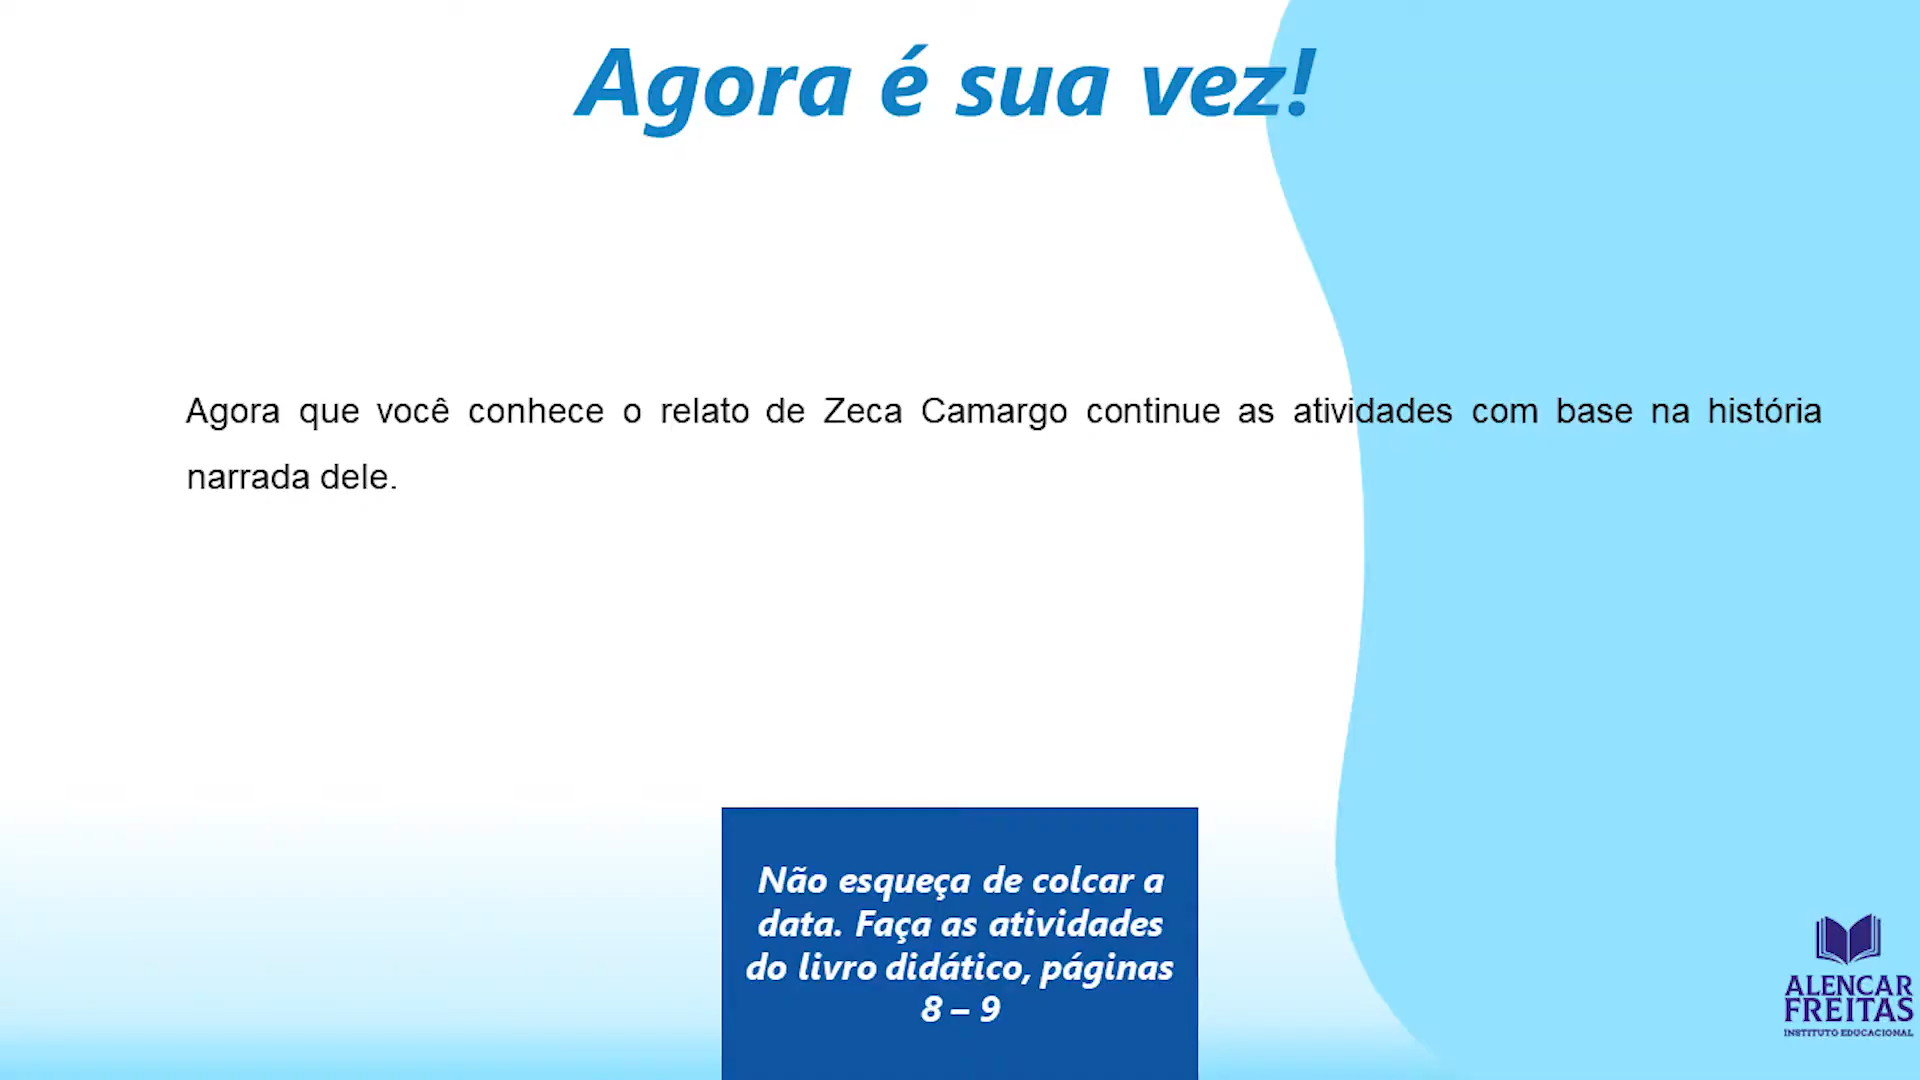 Agora é sua vez!
Agora que você conhece o relato de Zeca Camargo continue as atividades com base na história
narrada dele.
Não esqueça de colcar a
data. Faça as atividades
do livro didático, páginas
8 – 9
ALENCAR
FREITAS
INSTITUTO EDUCACIONAL